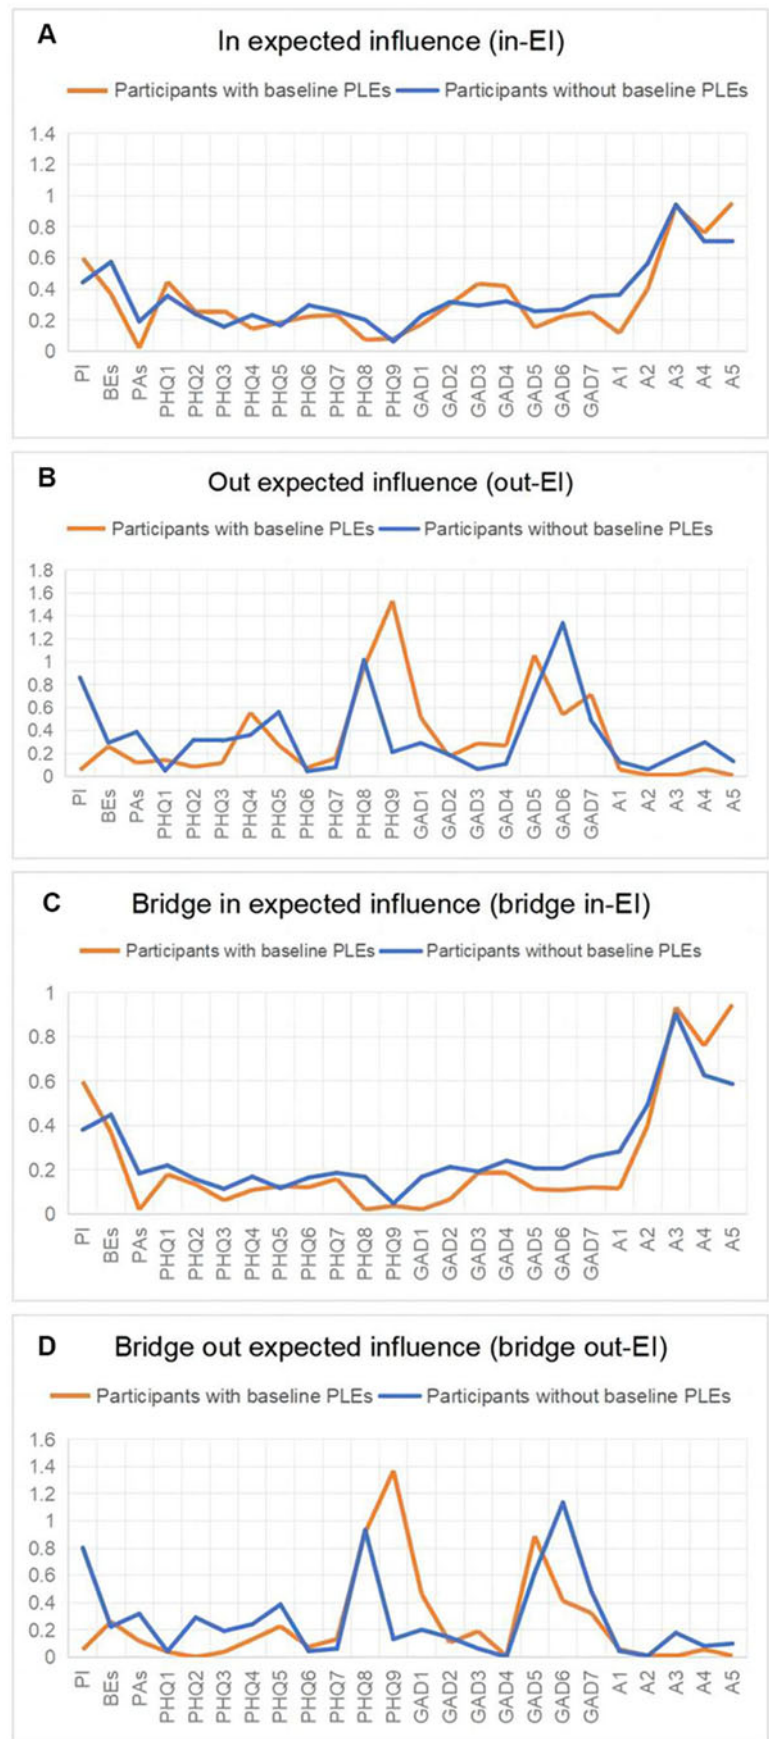 A
In expected influence (in-EI)
Participants with baseline PLEs Participants without baseline PLEs
1.4
1.2
1
0.8
0.6
0.4
0.2
0
PI BEs PAs PHQ1 PHQ2 PHQ3 PHQ4 PHQ5 PHQ6 PHQ7 PHQ8 PHQ9 GAD1 GAD2 GAD3 GAD4 GAD5 GAD6 GAD7 A1 A2 A3 A4 A5
B
Out expected influence (out-EI)
Participants with baseline PLEs Participants without baseline PLEs
1.8
1.6
1.4
1.2
1
0.8
0.6
0.4
0.2
0
PI BEs PAs PHQ1 PHQ2 PHQ3 PHQ4 PHQ5 PHQ6 PHQ7 PHQ8 PHQ9 GAD1 GAD2 GAD3 GAD4 GAD5 GAD6 GAD7 A1 A2 A3 A4 A5
C
Bridge in expected influence (bridge in-EI)
Participants with baseline PLEs Participants without baseline PLEs
1
0.8
0.6
0.4
0.2
0
PI BEs PAs PHQ1 PHQ2 PHQ3 PHQ4 PHQ5 PHQ6 PHQ7 PHQ8 PHQ9 GAD1 GAD2 GAD3 GAD4 GAD5 GAD6 GAD7 A1 A2 A3 A4 A5
D
Bridge out expected influence (bridge out-EI)
Participants with baseline PLEs Participants without baseline PLEs
1.6
1.4
1.2
1
0.8
0.6
0.4
0.2
0
PI BEs PAs PHQ1 PHQ2 PHQ3 PHQ4 PHQ5 PHQ6 PHQ7 PHQ8 PHQ9 GAD1 GAD2 GAD3 GAD4 GAD5 GAD6 GAD7 A1 A2 A3 A4 A5